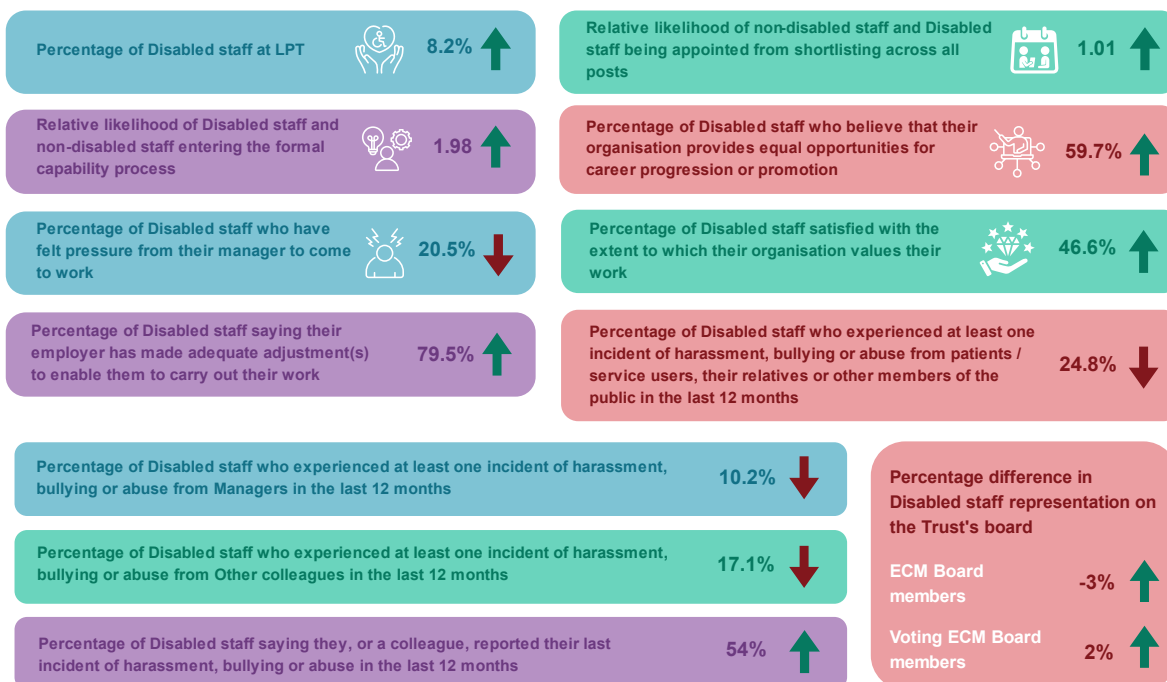 Percentage of Disabled staff at LPT
8.2%
Relative likelihood of non-disabled staff and Disabled
staff being appointed from shortlisting across all
posts
1.01
Relative likelihood of Disabled staff and
non-disabled staff entering the formal
capability process
1.98
Percentage of Disabled staff who believe that their
organisation provides equal opportunities for
career progression or promotion
59.7%
Percentage of Disabled staff who have
felt pressure from their manager to come
to work
20.5%
Percentage of Disabled staff satisfied with the
extent to which their organisation values their
work
46.6%
Percentage of Disabled staff saying their
employer has made adequate adjustment(s)
to enable them to carry out their work
79.5%
Percentage of Disabled staff who experienced at least one
incident of harassment, bullying or abuse from patients /
service users, their relatives or other members of the
public in the last 12 months
24.8%
Percentage of Disabled staff who experienced at least one incident of harassment,
bullying or abuse from Managers in the last 12 months
10.2%
Percentage of Disabled staff who experienced at least one incident of harassment,
bullying or abuse from Other colleagues in the last 12 months
17.1%
Percentage of Disabled staff saying they, or a colleague, reported their last
incident of harassment, bullying or abuse in the last 12 months
54%
Percentage difference in
Disabled staff representation on
the Trust's board
ECM Board
members
-3%
Voting ECM Board
members
2%